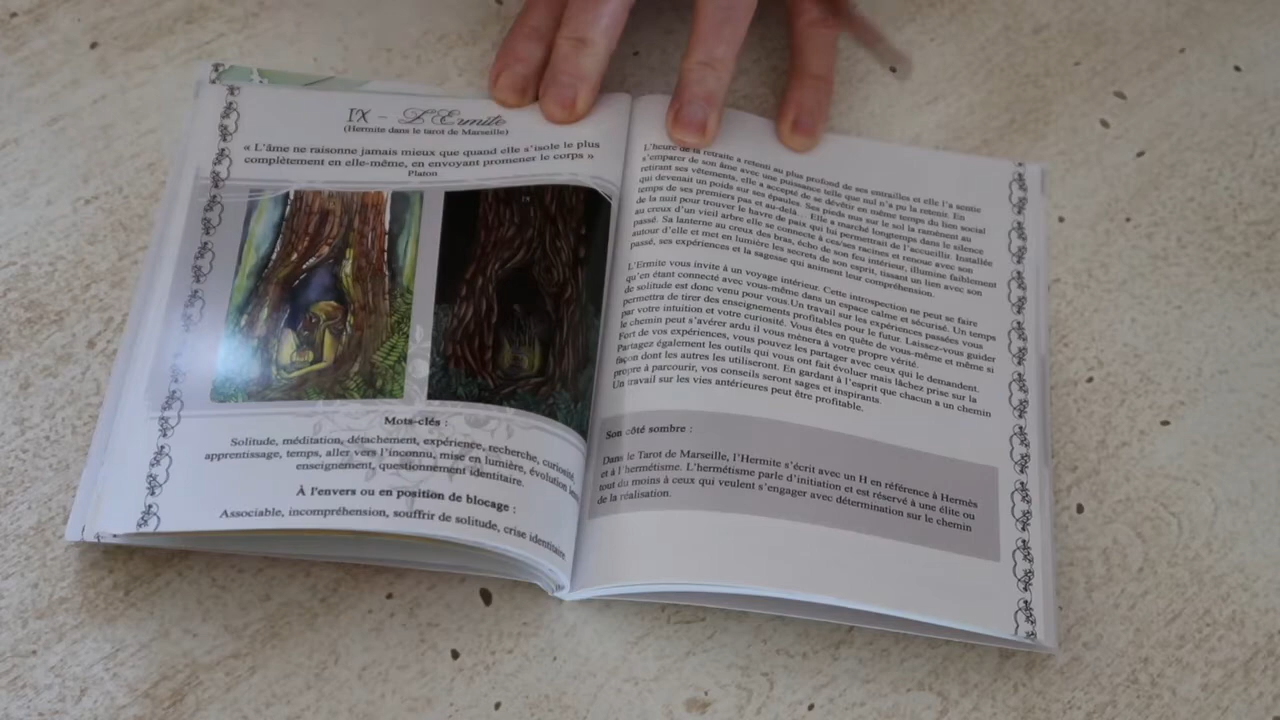 IX - L'Ermite
(Hermite dans le tarot de Marseille)
« L'âme ne raisonne jamais mieux que quand elle s'isole le plus
complètement en elle-même, en envoyant promener le corps »
Platon
IX
Mots-clés :
Solitude, méditation, détachement, expérience, recherche, curiosité,
apprentissage, temps, aller vers l'inconnu, mise en lumière, évolution
enseignement, questionnement identitaire.
À l'envers ou en position de blocage :
Associable, incompréhension, souffrir de solitude, crise identitaire
L'heure de la retraite a retenti au plus profond de ses entrailles et elle l'a sentie
s'emparer de son âme avec une puissance telle que nul n'a pu la retenir. En
retirant ses vêtements, elle a accepté de se dévêtir en même temps du lien social
qui devenait un poids sur ses épaules. Ses pieds nus sur le sol la ramènent au
temps de ses premiers pas et au-delà... Elle a marché longtemps dans le silence
de la nuit pour trouver le havre de paix qui lui permettrait de l'accueillir. Installée
au creux d'un vieil arbre elle se connecte à ces/ses racines et renoue avec son
passé. Sa lanterne au creux des bras, écho de son feu intérieur, illumine faiblement
autour d'elle et met en lumière les secrets de son esprit, tissant un lien avec son
passé, ses expériences et la sagesse qui animent leur compréhension.
L'Ermite vous invite à un voyage intérieur. Cette introspection ne peut se faire
qu'en étant connecté avec vous-même dans un espace calme et sécurisé. Un temps
de solitude est donc venu pour vous.Un travail sur les expériences passées vous
permettra de tirer des enseignements profitables pour le futur. Laissez-vous guider
par votre intuition et votre curiosité. Vous êtes en quête de vous-même et même si
le chemin peut s'avérer ardu il vous mènera à votre propre vérité.
Fort de vos expériences, vous pouvez les partager avec ceux qui le demandent.
Partagez également les outils qui vous ont fait évoluer mais lâchez prise sur la
façon dont les autres les utiliseront. En gardant à l'esprit que chacun a un chemin
propre à parcourir, vos conseils seront sages et inspirants.
Un travail sur les vies antérieures peut être profitable.
Son côté sombre :
Dans le Tarot de Marseille, l'Hermite s'écrit avec un H en référence à Hermès
et à l'hermétisme. L'hermétisme parle d'initiation et est réservé à une élite ou
tout du moins à ceux qui veulent s'engager avec détermination sur le chemin
de la réalisation.